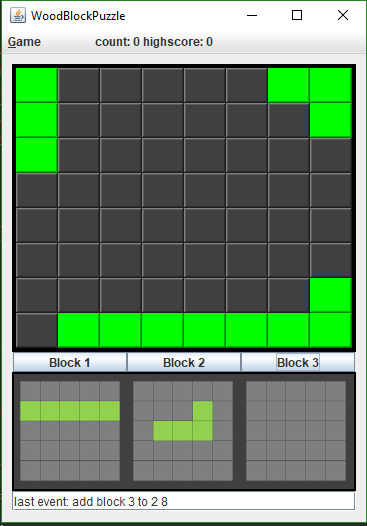 WoodBlockPuzzle
Game count: 0 highscore: 0
Block 1 Block 2 Block 3
last event: add block 3 to 2 8